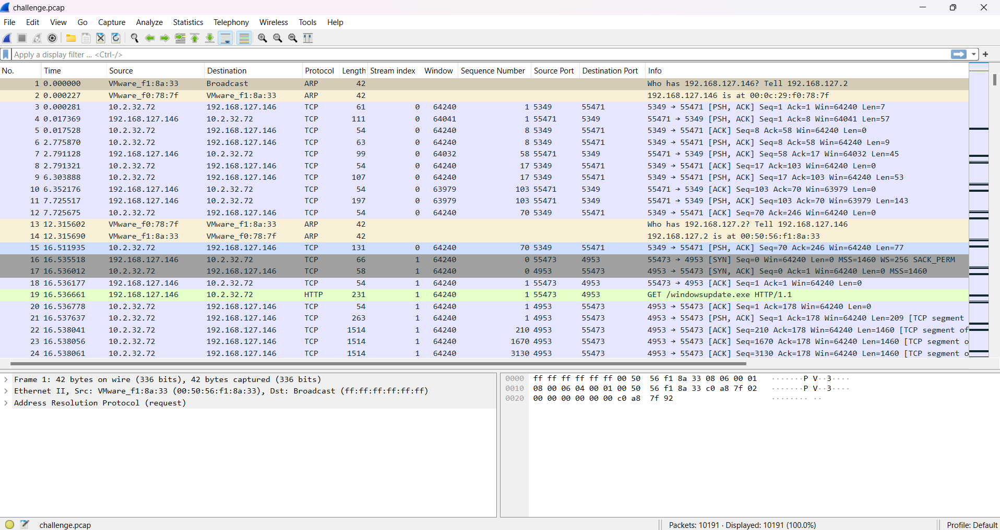 challenge.pcap
File Edit View Go Capture Analyze Statistics Telephony Wireless Tools Help
Apply a display filter ... <Ctrl-/>
No. Time Source Destination Protocol Length Stream index Window Sequence Number Source Port Destination Port Info
1 0.000000 VMware_f1:8a:33 Broadcast ARP 42 Who has 192.168.127.146? Tell 192.168.127.2
2 0.000227 VMware_f0:78:7f VMware_f1:8a:33 ARP 42 192.168.127.146 is at 00:0c:29:f0:78:7f
3 0.000281 10.2.32.72 192.168.127.146 TCP 61 0 64240 1 5349 55471 5349 → 55471 [PSH, ACK] Seq=1 Ack=1 Win=64240 Len=7
4 0.017369 192.168.127.146 10.2.32.72 TCP 111 0 64041 1 55471 5349 55471 → 5349 [PSH, ACK] Seq=1 Ack=8 Win=64041 Len=57
5 0.017528 10.2.32.72 192.168.127.146 TCP 54 0 64240 8 5349 55471 5349 → 55471 [ACK] Seq=8 Ack=58 Win=64240 Len=0
6 2.775870 10.2.32.72 192.168.127.146 TCP 63 0 64240 8 5349 55471 5349 → 55471 [PSH, ACK] Seq=8 Ack=58 Win=64240 Len=9
7 2.791128 192.168.127.146 10.2.32.72 TCP 99 0 64032 58 55471 5349 55471 → 5349 [PSH, ACK] Seq=58 Ack=17 Win=64032 Len=45
8 2.791321 10.2.32.72 192.168.127.146 TCP 54 0 64240 17 5349 55471 5349 → 55471 [ACK] Seq=17 Ack=103 Win=64240 Len=0
9 6.303888 10.2.32.72 192.168.127.146 TCP 107 0 64240 17 5349 55471 5349 → 55471 [PSH, ACK] Seq=17 Ack=103 Win=64240 Len=53
10 6.352176 192.168.127.146 10.2.32.72 TCP 54 0 63979 103 55471 5349 55471 → 5349 [ACK] Seq=103 Ack=70 Win=63979 Len=0
11 7.725517 192.168.127.146 10.2.32.72 TCP 197 0 63979 103 55471 5349 55471 → 5349 [PSH, ACK] Seq=103 Ack=70 Win=63979 Len=143
12 7.725675 10.2.32.72 192.168.127.146 TCP 54 0 64240 70 5349 55471 5349 → 55471 [ACK] Seq=70 Ack=246 Win=64240 Len=0
13 12.315602 VMware_f0:78:7f VMware_f1:8a:33 ARP 42 Who has 192.168.127.2? Tell 192.168.127.146
14 12.315690 VMware_f1:8a:33 VMware_f0:78:7f ARP 42 192.168.127.2 is at 00:50:56:f1:8a:33
15 16.511935 10.2.32.72 192.168.127.146 TCP 131 0 64240 70 5349 55471 5349 → 55471 [PSH, ACK] Seq=70 Ack=246 Win=64240 Len=77
16 16.535518 192.168.127.146 10.2.32.72 TCP 66 1 64240 0 55473 4953 55473 → 4953 [SYN] Seq=0 Win=64240 Len=0 MSS=1460 WS=256 SACK_PERM
17 16.536012 10.2.32.72 192.168.127.146 TCP 58 1 64240 0 4953 55473 4953 → 55473 [SYN, ACK] Seq=0 Ack=1 Win=64240 Len=0 MSS=1460
18 16.536177 192.168.127.146 10.2.32.72 TCP 54 1 64240 1 55473 4953 55473 → 4953 [ACK] Seq=1 Ack=1 Win=64240 Len=0
19 16.536661 192.168.127.146 10.2.32.72 HTTP 231 1 64240 1 55473 4953 GET /windowsupdate.exe HTTP/1.1
20 16.536778 10.2.32.72 192.168.127.146 TCP 54 1 64240 1 4953 55473 4953 → 55473 [ACK] Seq=1 Ack=178 Win=64240 Len=0
21 16.537637 10.2.32.72 192.168.127.146 TCP 263 1 64240 1 4953 55473 4953 → 55473 [PSH, ACK] Seq=1 Ack=178 Win=64240 Len=209 [TCP segment
22 16.538041 10.2.32.72 192.168.127.146 TCP 1514 1 64240 210 4953 55473 4953 → 55473 [ACK] Seq=210 Ack=178 Win=64240 Len=1460 [TCP segment of
23 16.538056 10.2.32.72 192.168.127.146 TCP 1514 1 64240 1670 4953 55473 4953 → 55473 [ACK] Seq=1670 Ack=178 Win=64240 Len=1460 [TCP segment o
24 16.538061 10.2.32.72 192.168.127.146 TCP 1514 1 64240 3130 4953 55473 4953 → 55473 [ACK] Seq=3130 Ack=178 Win=64240 Len=1460 [TCP segment o
Frame 1: 42 bytes on wire (336 bits), 42 bytes captured (336 bits)
Ethernet II, Src: VMware_f1:8a:33 (00:50:56:f1:8a:33), Dst: Broadcast (ff:ff:ff:ff:ff:ff)
Address Resolution Protocol (request)
0000 ff ff ff ff ff ff 00 50 56 f1 8a 33 08 06 00 01 ·······P V··3····
0010 08 00 06 04 00 01 00 50 56 f1 8a 33 c0 a8 7f 02 ·······P V··3····
0020 00 00 00 00 00 00 c0 a8 7f 92 ········ ··
challenge.pcap Packets: 10191 · Displayed: 10191 (100.0%) Profile: Default